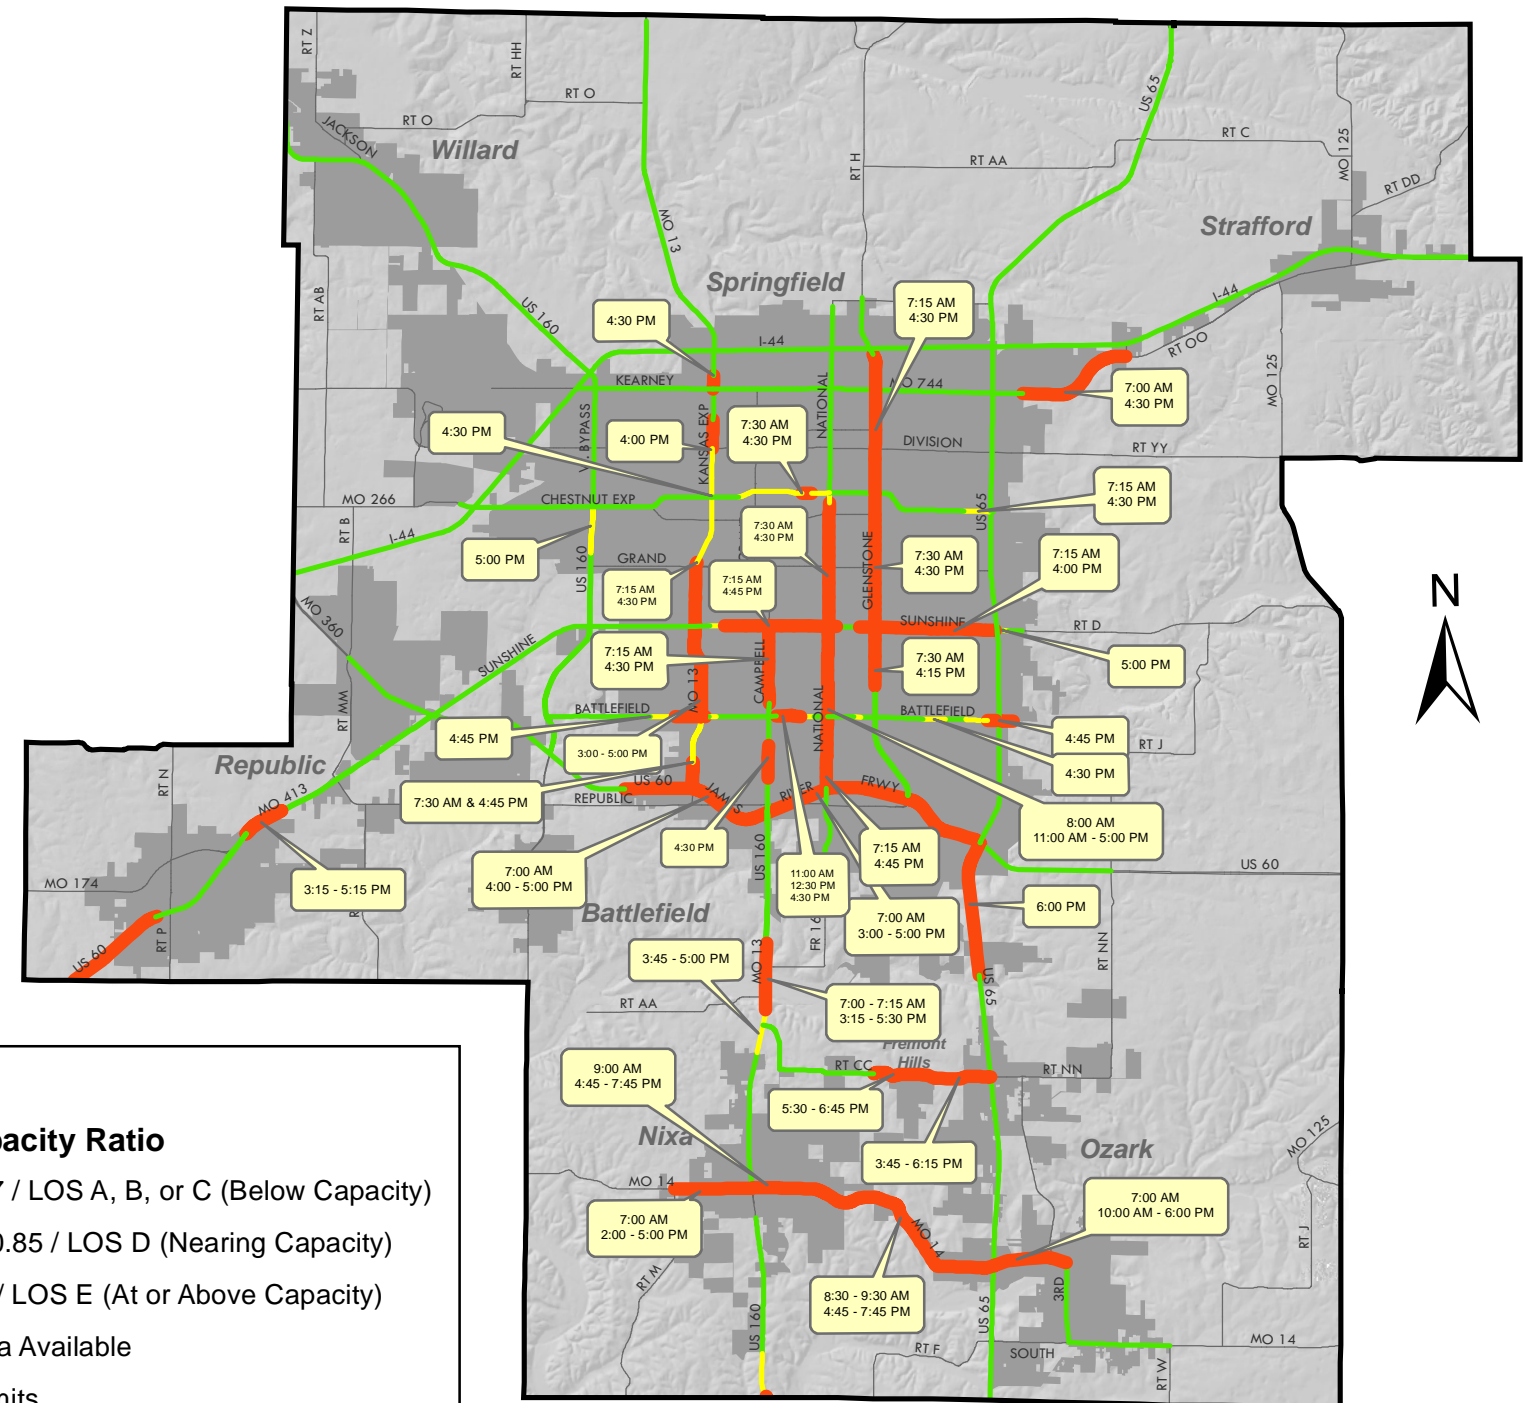 RT Z
RT HH
RT O
RT O
JACKSON
Willard
US 65
RT C
RT AA
RT H
MO 125
RT DD
MO 13
Strafford
Springfield
RT AB
US 160
I-44
I-44
RT OO
4:30 PM
7:15 AM
4:30 PM
KEARNEY
MO 744
NATIONAL
MO 125
7:00 AM
4:30 PM
4:30 PM
4:00 PM
KANSAS EXP
7:30 AM
4:30 PM
DIVISION
RT YY
BYPASS
MO 266
CHESTNUT EXP
US 65
7:15 AM
4:30 PM
RT B
I-44
5:00 PM
US 160
GRAND
7:30 AM
4:30 PM
GLENSTONE
7:30 AM
4:30 PM
7:15 AM
4:00 PM
7:15 AM
4:30 PM
7:15 AM
4:45 PM
MO 360
SUNSHINE
SUNSHINE
RT D
7:15 AM
4:30 PM
CAMPBELL
7:30 AM
4:15 PM
5:00 PM
RT MM
MO 13
NATIONAL
BATTLEFIELD
BATTLEFIELD
4:45 PM
3:00 - 5:00 PM
4:45 PM
RT J
4:30 PM
Republic
RT N
MO 413
7:30 AM & 4:45 PM
US 60
REPUBLIC
JAMES
RIVER
FRWY
8:00 AM
11:00 AM - 5:00 PM
4:30 PM
US 160
7:15 AM
4:45 PM
US 60
MO 174
3:15 - 5:15 PM
7:00 AM
4:00 - 5:00 PM
11:00 AM
12:30 PM
4:30 PM
7:00 AM
3:00 - 5:00 PM
6:00 PM
Battlefield
FR 16
RT P
US 60
3:45 - 5:00 PM
MO 13
RT NN
US 65
RT AA
7:00 - 7:15 AM
3:15 - 5:30 PM
Fremont
Hills
9:00 AM
4:45 - 7:45 PM
RT CC
RT NN
5:30 - 6:45 PM
Nixa
3:45 - 6:15 PM
Ozark
MO 125
MO 14
7:00 AM
2:00 - 5:00 PM
7:00 AM
10:00 AM - 6:00 PM
MO 14
RT J
RT M
8:30 - 9:30 AM
4:45 - 7:45 PM
3RD
US 160
US 65
RT F
SOUTH
MO 14
RT W
N
pacity Ratio
7 / LOS A, B, or C (Below Capacity)
0.85 / LOS D (Nearing Capacity)
/ LOS E (At or Above Capacity)
a Available
mits